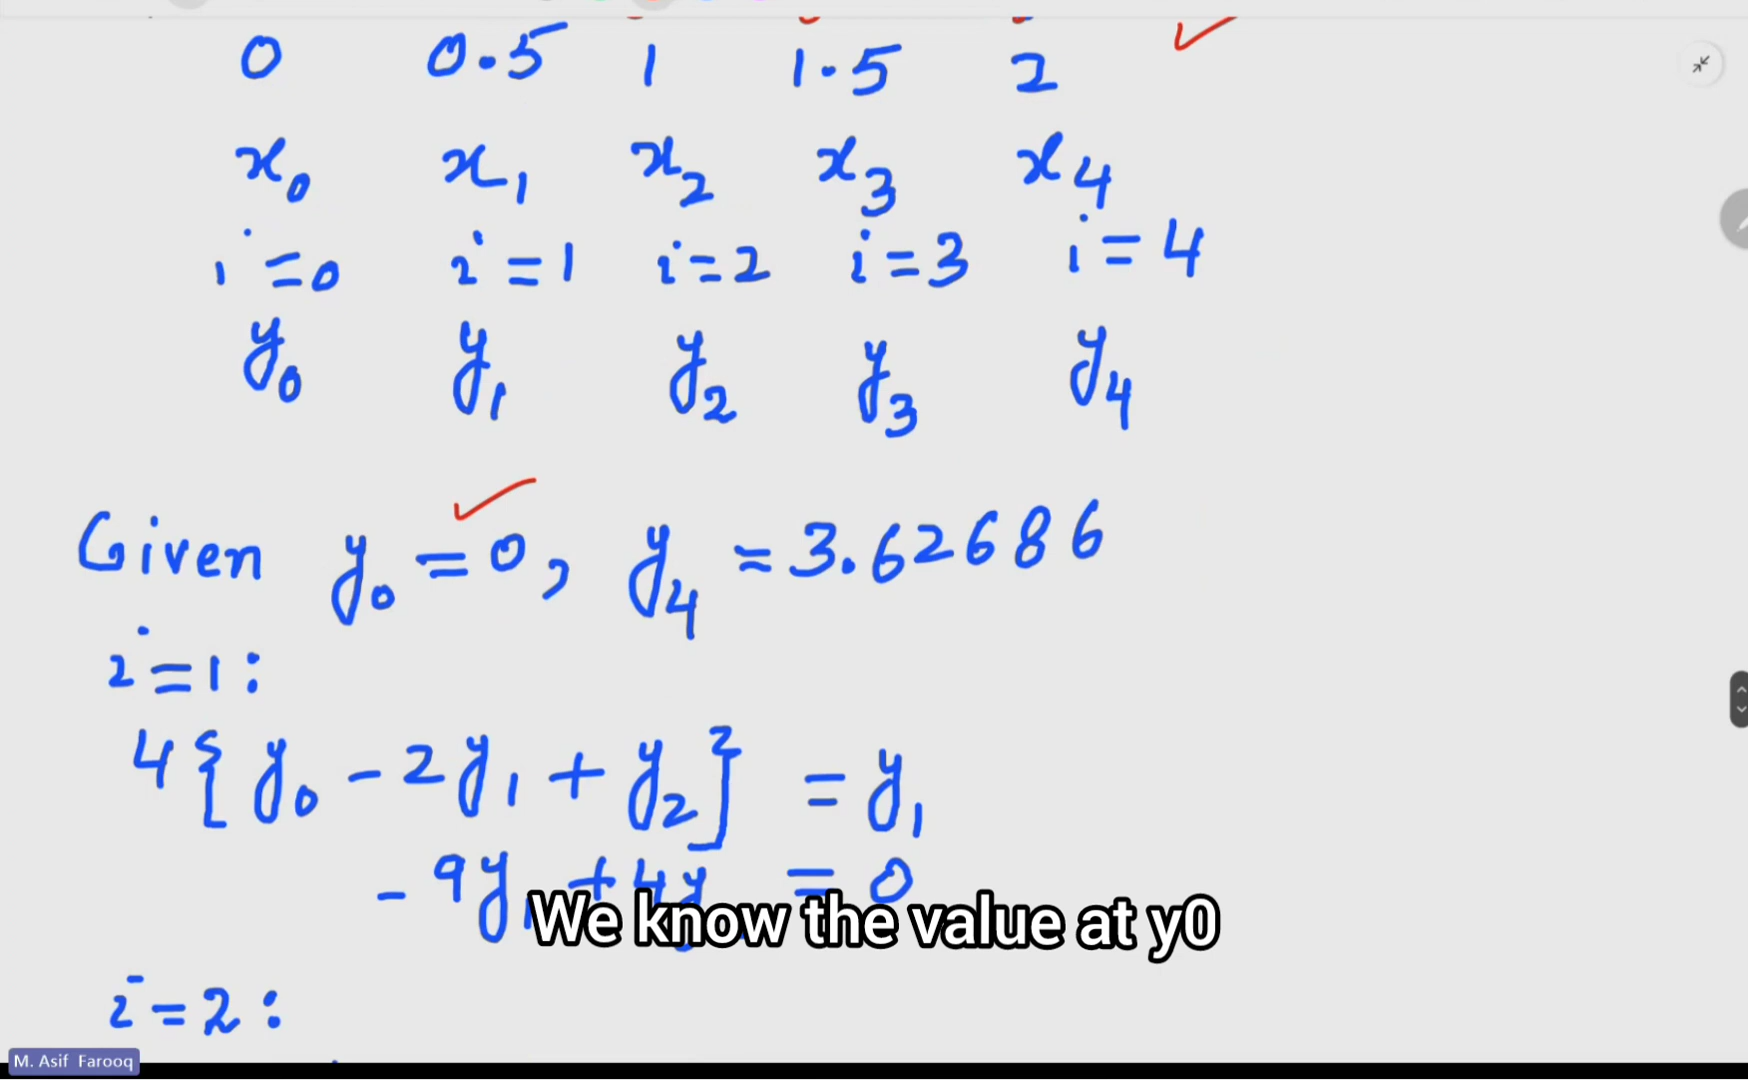 0 0.5 1 1.5 2
x₀ x₁ x₂ x₃ x₄
i=0 i=1 i=2 i=3 i=4
y₀ y₁ y₂ y₃ y₄
Given y₀ = 0, y₄ = 3.62686
i=1:
4{y₀ - 2y₁ + y₂} = y₁
- 9y₁ + 4y = 0
We know the value at y0
i=2:
M. Asif Farooq